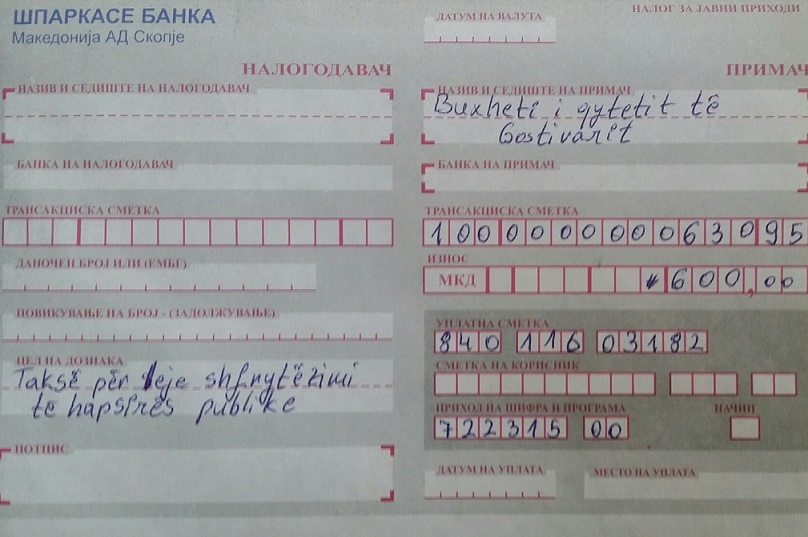 ШПАРКАСЕ БАНКА
Македонија АД Скопје
НАЛОГ ЗА ЈАВНИ ПРИХОДИ
ДАТУМ НА ВАЛУТА
НАЛОГОДАВАЧ
НАЗИВ И СЕДИШТЕ НА НАЛОГОДАВАЧ
БАНКА НА НАЛОГОДАВАЧ
ТРАНСАКЦИСКА СМЕТКА
ДАНОЧЕН БРОЈ ИЛИ (ЕМБГ)
ПОВИКУВАЊЕ НА БРОЈ - (ЗАДОЛЖУВАЊЕ)
ЦЕЛ НА ДОЗНАКА
Taksë për leje shfrytëzimi
të hapsirës publike
ПОТПИС
ПРИМАЧ
НАЗИВ И СЕДИШТЕ НА ПРИМАЧ
Buxheti i qytetit të
Gostivarit
БАНКА НА ПРИМАЧ
ТРАНСАКЦИСКА СМЕТКА
100000000063095
ИЗНОС
МКД #600,00
УПЛАТНА СМЕТКА
840 116 03182
СМЕТКА НА КОРИСНИК
ПРИХОД НА ШИФРА И ПРОГРАМА
НАЧИН
722315 00
ДАТУМ НА УПЛАТА
МЕСТО НА УПЛАТА